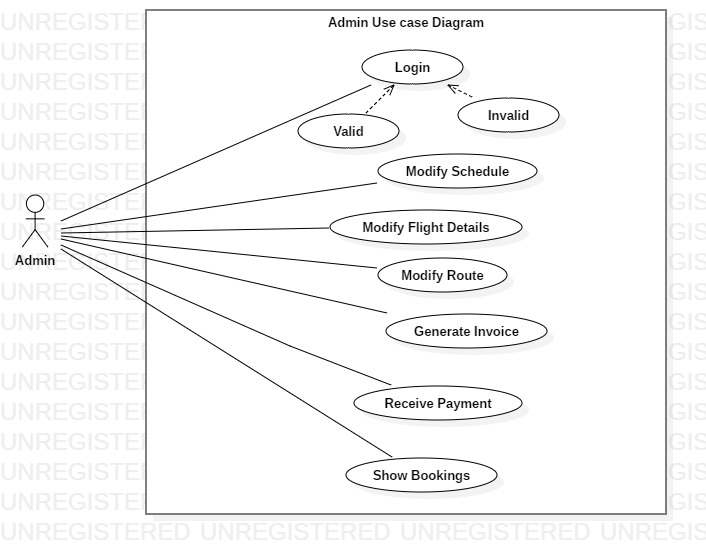 Admin Use case Diagram
Login
Valid
Invalid
Modify Schedule
Modify Flight Details
Admin
Modify Route
Generate Invoice
Receive Payment
Show Bookings
UNREGISTERED UNREGISTERED UNREGISTERED UNREGIS